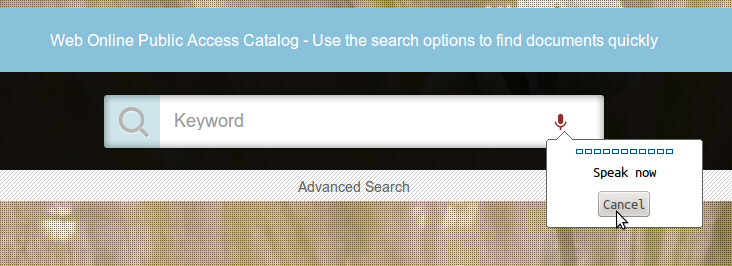 Web Online Public Access Catalog - Use the search options to find documents quickly
Keyword
Speak now
Cancel
Advanced Search